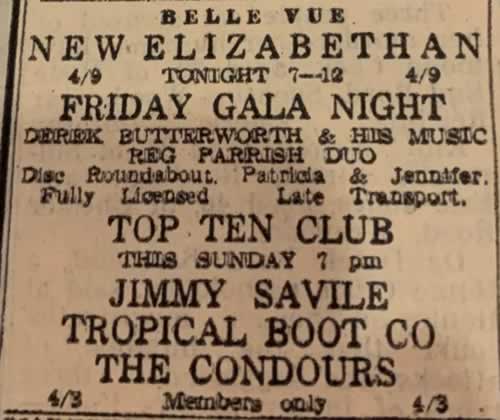 BELLE VUE
NEW ELIZABETHAN
4/9 TONIGHT 7—12 4/9
FRIDAY GALA NIGHT
DEREK BUTTERWORTH & HIS MUSIC
REG PARRISH DUO
Disc Roundabout. Patricia & Jennifer.
Fully Licensed Late Transport.
TOP TEN CLUB
THIS SUNDAY 7 pm
JIMMY SAVILE
TROPICAL BOOT CO
THE CONDOURS
4/3 Members only 4/3